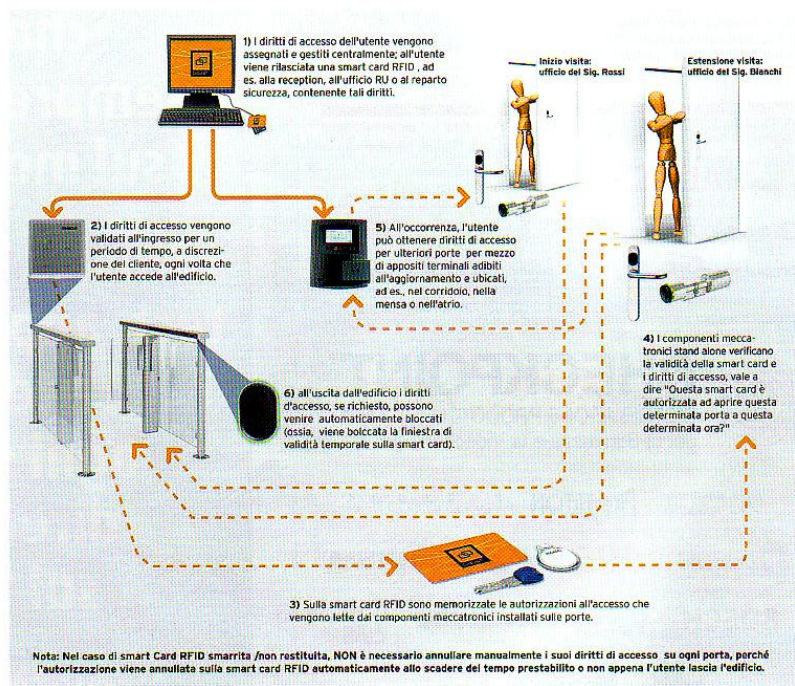 1) I diritti di accesso dell'utente vengono
assegnati e gestiti centralmente; all'utente
viene rilasciata una smart card RFID , ad
es. alla reception, all'ufficio RU o al reparto
sicurezza, contenente tali diritti.
Inizio visita:
ufficio del Sig. Rossi
Estensione visita:
ufficio del Sig. Bianchi
2) I diritti di accesso vengono
validati all'ingresso per un
periodo di tempo, a discrezio-
ne del cliente, ogni volta che
l'utente accede all'edificio.
5) All'occorrenza, l'utente
può ottenere diritti di accesso
per ulteriori porte per mezzo
di appositi terminali adibiti
all'aggiornamento e ubicati,
ad es., nel corridoio, nella
mensa o nell'atrio.
4) I componenti mecca-
tronici stand alone verificano
la validità della smart card e
i diritti di accesso, vale a
dire "Questa smart card è
autorizzata ad aprire questa
determinata porta a questa
determinata ora?"
6) all'uscita dall'edificio i diritti
d'accesso, se richiesto, possono
venire automaticamente bloccati
(ossia, viene bolccata la finiestra di
validità temporale sulla smart card).
3) Sulla smart card RFID sono memorizzate le autorizzazioni all'accesso che
vengono lette dai componenti meccatronici installati sulle porte.
Nota: Nel caso di smart Card RFID smarrita /non restituita, NON è necessario annullare manualmente i suoi diritti di accesso su ogni porta, perché
l'autorizzazione viene annullata sulla smart card RFID automaticamente allo scadere del tempo prestabilito o non appena l'utente lascia l'edificio.